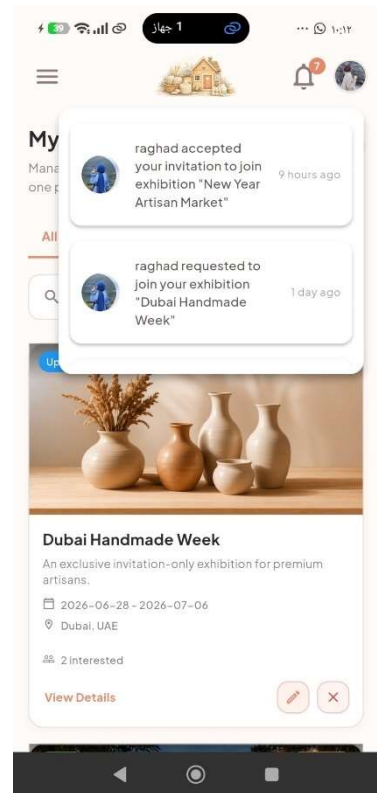 39
1 جهاز
١٠:١٢
7
My
Mana
one p
raghad accepted
your invitation to join
exhibition "New Year
Artisan Market"
9 hours ago
All
raghad requested to
join your exhibition
"Dubai Handmade
Week"
1 day ago
Up
Dubai Handmade Week
An exclusive invitation-only exhibition for premium
artisans.
2026-06-28 - 2026-07-06
Dubai, UAE
2 interested
View Details